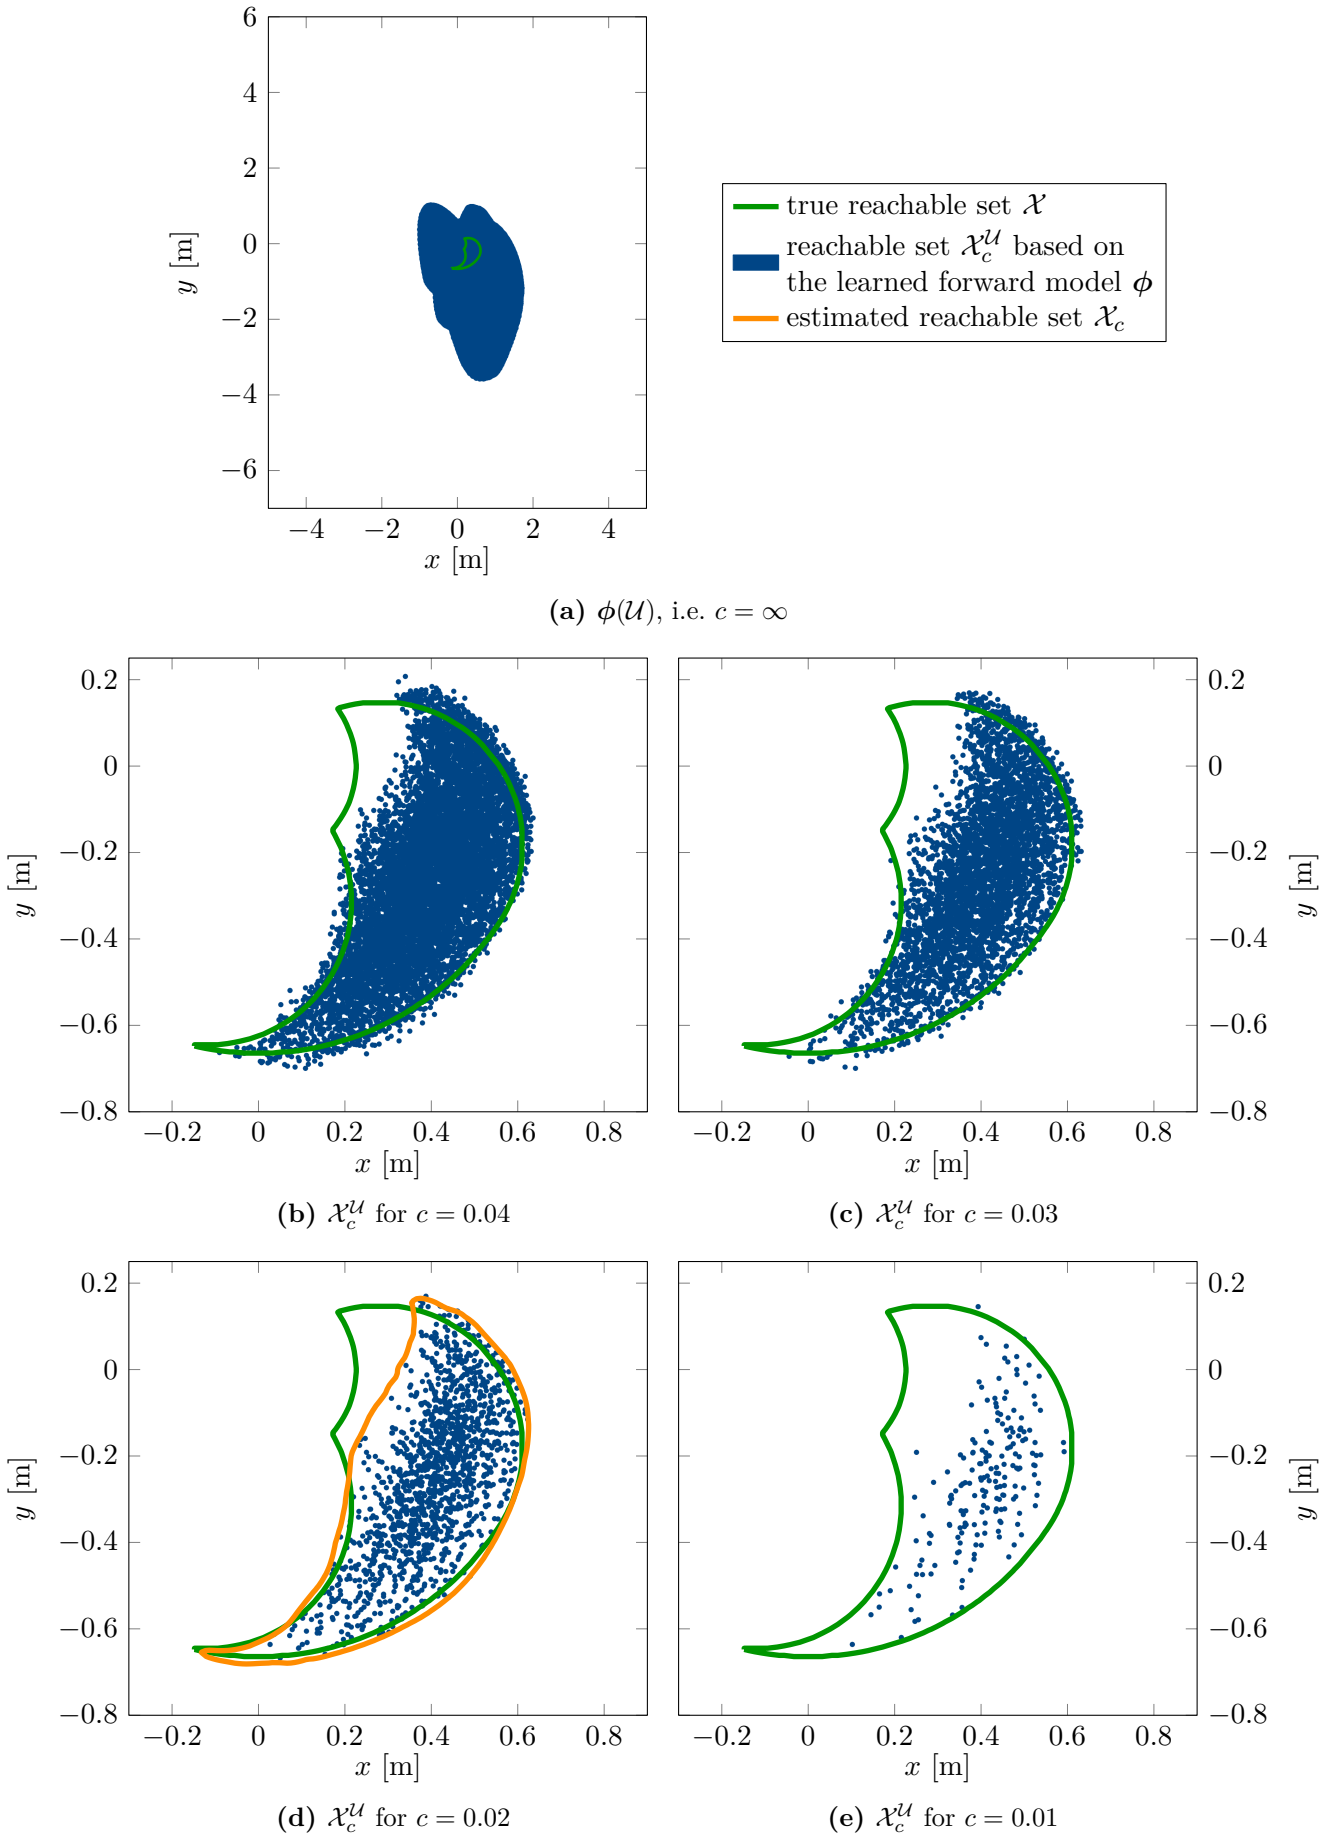 6
4
2
0
−2
−4
−6
y [m]
−4 −2 0 2 4
x [m]
true reachable set 𝒳
reachable set 𝒳_c^𝒰 based on
the learned forward model ϕ
estimated reachable set 𝒳_c
(a) ϕ(𝒰), i.e. c = ∞
0.2
0
−0.2
−0.4
−0.6
−0.8
y [m]
−0.2 0 0.2 0.4 0.6 0.8
x [m]
(b) 𝒳_c^𝒰 for c = 0.04
0.2
0
−0.2
−0.4
−0.6
−0.8
y [m]
−0.2 0 0.2 0.4 0.6 0.8
x [m]
(c) 𝒳_c^𝒰 for c = 0.03
0.2
0
−0.2
−0.4
−0.6
−0.8
y [m]
−0.2 0 0.2 0.4 0.6 0.8
x [m]
(d) 𝒳_c^𝒰 for c = 0.02
0.2
0
−0.2
−0.4
−0.6
−0.8
y [m]
−0.2 0 0.2 0.4 0.6 0.8
x [m]
(e) 𝒳_c^𝒰 for c = 0.01